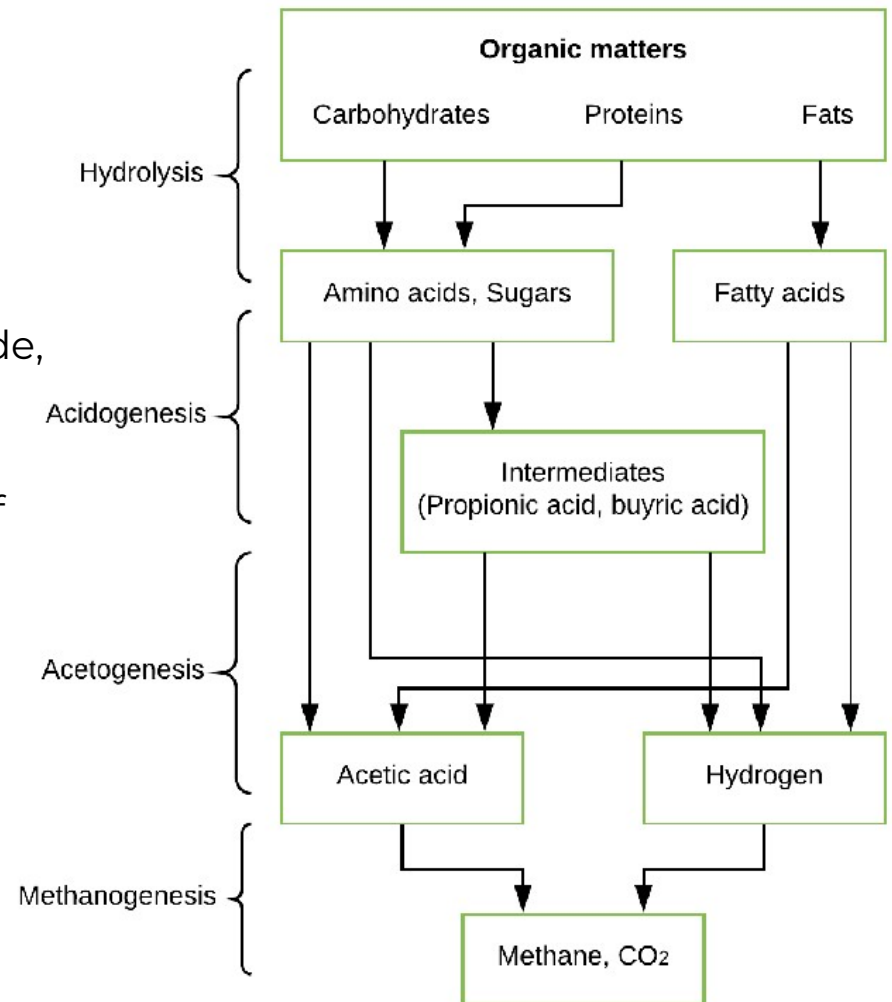 Organic matters
Carbohydrates Proteins Fats
Hydrolysis
Amino acids, Sugars Fatty acids
de,
Acidogenesis
Intermediates
(Propionic acid, buyric acid)
f
Acetogenesis
Acetic acid Hydrogen
Methanogenesis
Methane, CO2